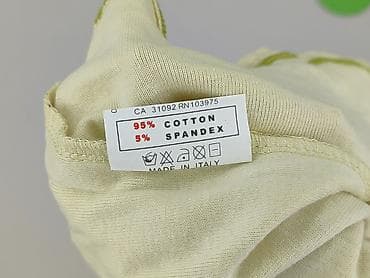 CA 31092 RN103975
95% COTTON
5% SPANDEX
MADE IN ITALY